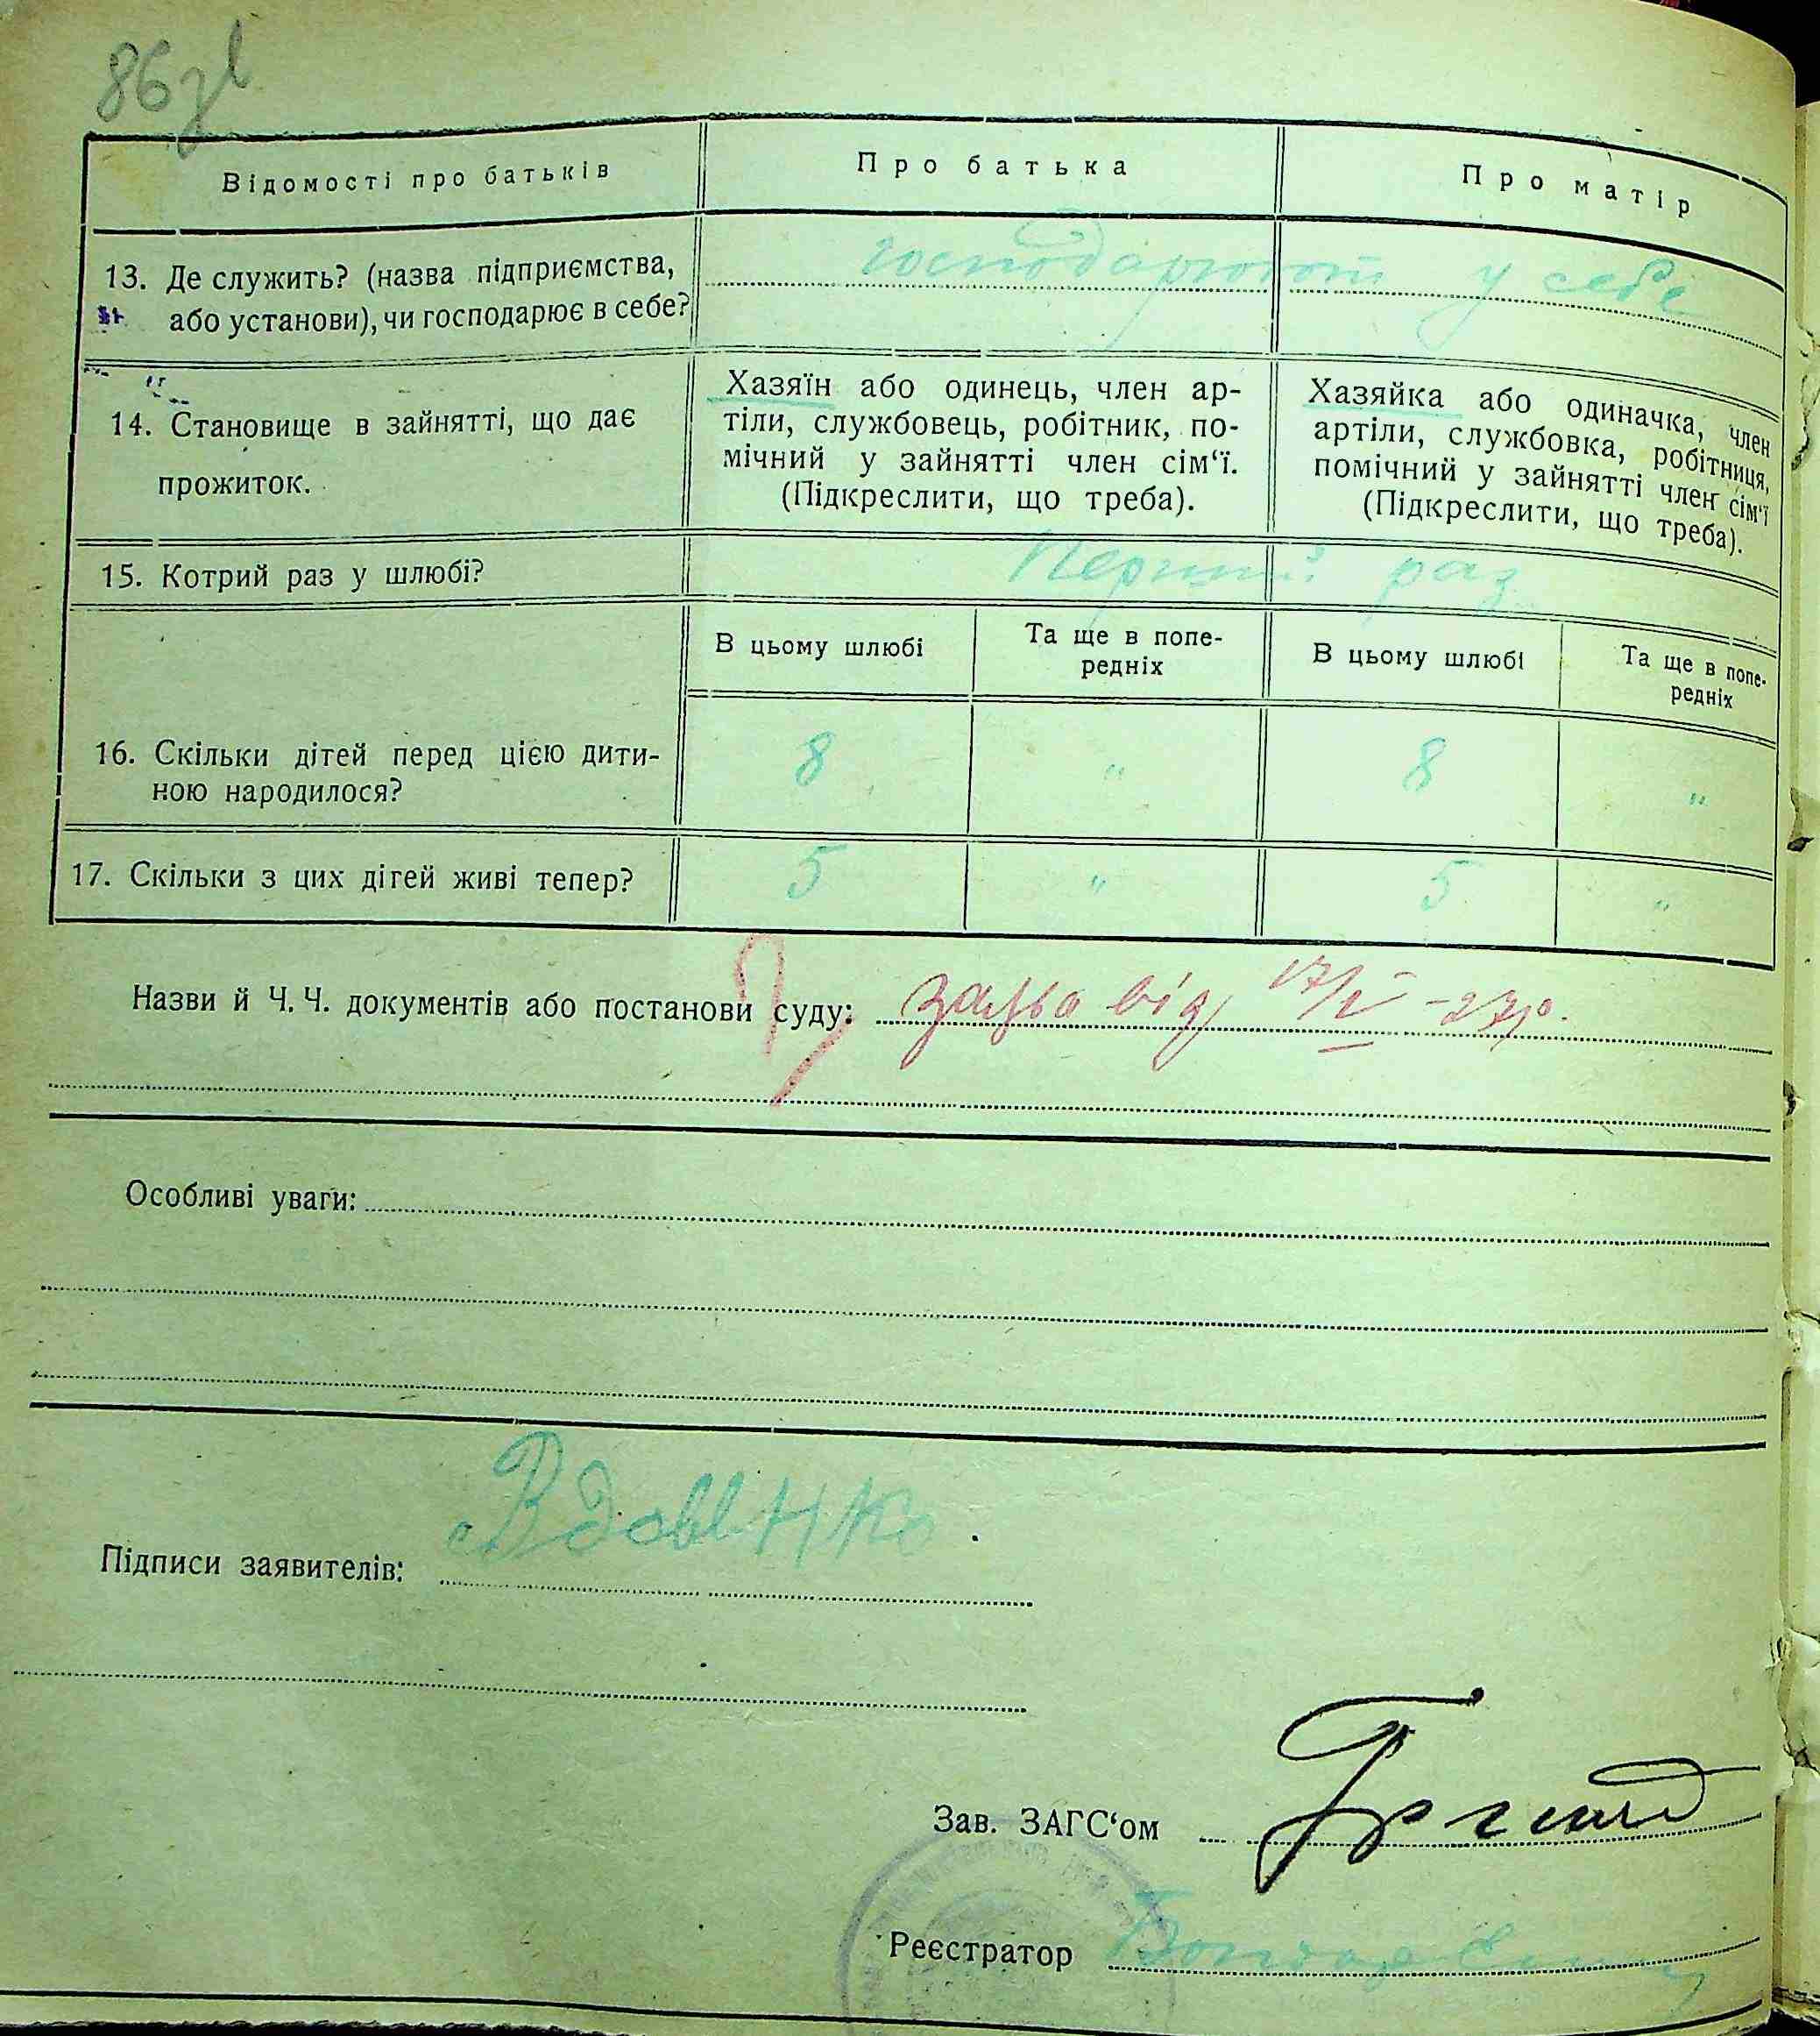 86зв
Відомості про батьків
Про батька
Про матір
13. Де служить? (назва підприємства,
або установи), чи господарює в себе?
господарюют у себе
14. Становище в зайнятті, що дає
прожиток.
Хазяїн або одинець, член ар-
тіли, службовець, робітник, по-
мічний у зайнятті член сім‘ї.
(Підкреслити, що треба).
Хазяйка або одиначка, член
артіли, службовка, робітниця,
помічний у зайнятті член сім‘ї
(Підкреслити, що треба).
15. Котрий раз у шлюбі?
Перший раз
В цьому шлюбі
Та ще в попе-
редніх
В цьому шлюбі
Та ще в попе-
редніх
16. Скільки дітей перед цією дити-
ною народилося?
8 " 8 "
17. Скільки з цих дітей живі тепер?
5 " 5 "
Назви й Ч. Ч. документів або постанови суду: заява від 17/I -27р.
Особливі уваги:
Вдовенко
Підписи заявителів:
Зав. ЗАГС‘ом
Реєстратор